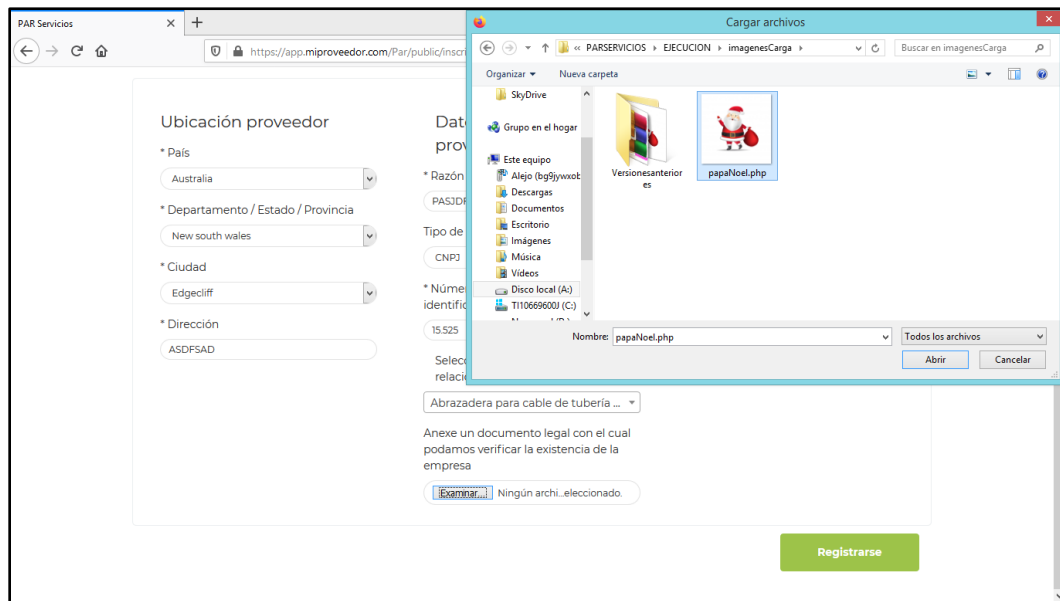 PAR Servicios
Cargar archivos
https://app.miproveedor.com/Par/public/inscri
« PARSERVICIOS EJECUCION imagenesCarga
Buscar en imagenesCarga
Organizar
Nueva carpeta
SkyDrive
Grupo en el hogar
Este equipo
Alejo (bg9jywxob
Descargas
Documentos
Escritorio
Imágenes
Música
Vídeos
Disco local (A:)
TI10669600J (C:)
Versionesanterior
es
papaNoel.php
Nombre: papaNoel.php
Todos los archivos
Abrir
Cancelar
Ubicación proveedor
* País
Australia
* Departamento / Estado / Provincia
New south wales
* Ciudad
Edgecliff
* Dirección
ASDFSAD
Dat
prov
* Razón
PASJDF
Tipo de
CNPJ
* Núme
identific
15.525
Selec
relaci
Abrazadera para cable de tubería ...
Anexe un documento legal con el cual
podamos verificar la existencia de la
empresa
Examinar... Ningún archi...eleccionado.
Registrarse